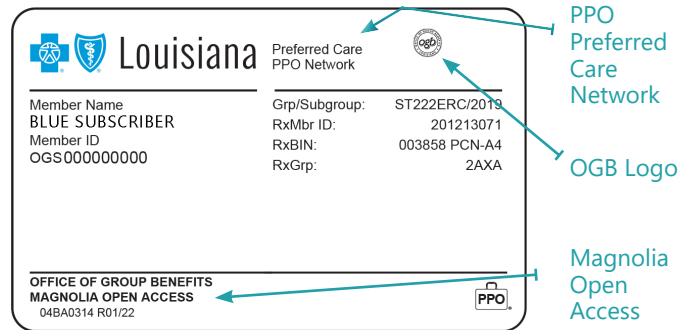 Louisiana
Preferred Care
PPO Network
ogb
PPO
Preferred
Care
Network
Member Name
BLUE SUBSCRIBER
Member ID
OGS000000000
Grp/Subgroup: ST222ERC/2019
RxMbr ID: 201213071
RxBIN: 003858 PCN-A4
RxGrp: 2AXA
OGB Logo
OFFICE OF GROUP BENEFITS
MAGNOLIA OPEN ACCESS
04BA0314 R01/22
PPO
Magnolia
Open
Access